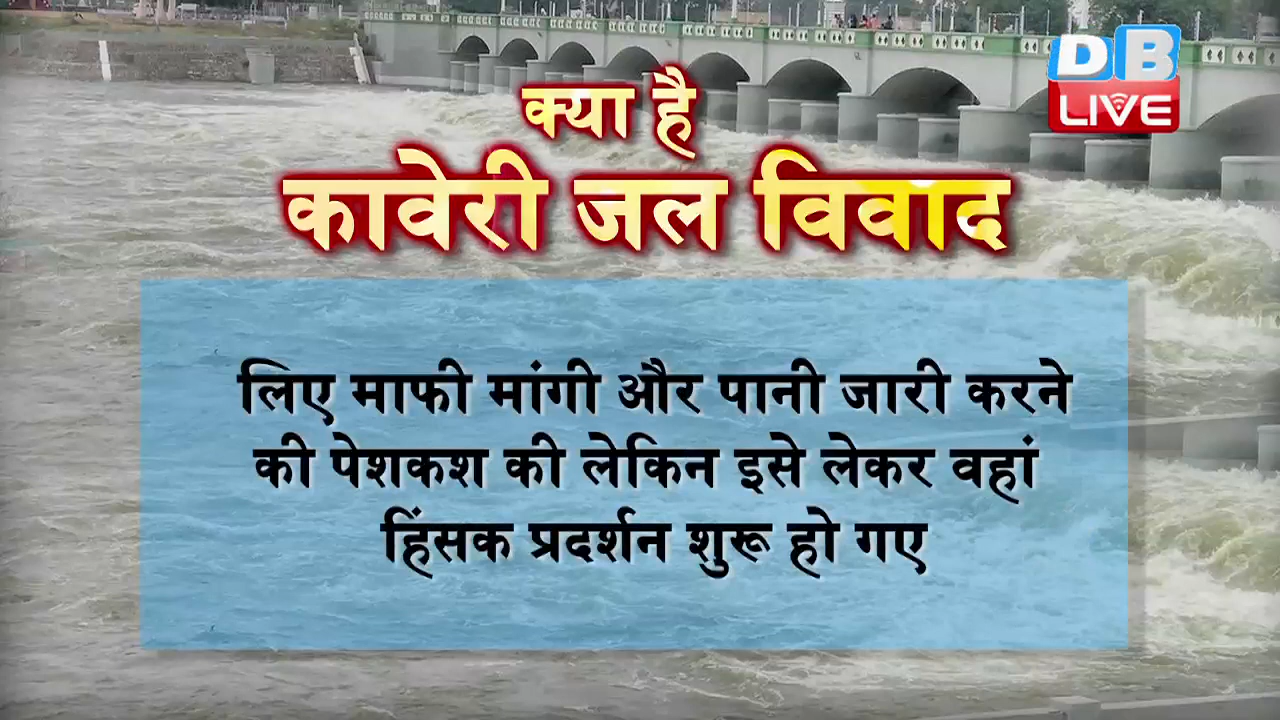 DB
LIVE
क्या है
कावेरी जल विवाद
लिए माफी मांगी और पानी जारी करने
की पेशकश की लेकिन इसे लेकर वहां
हिंसक प्रदर्शन शुरू हो गए